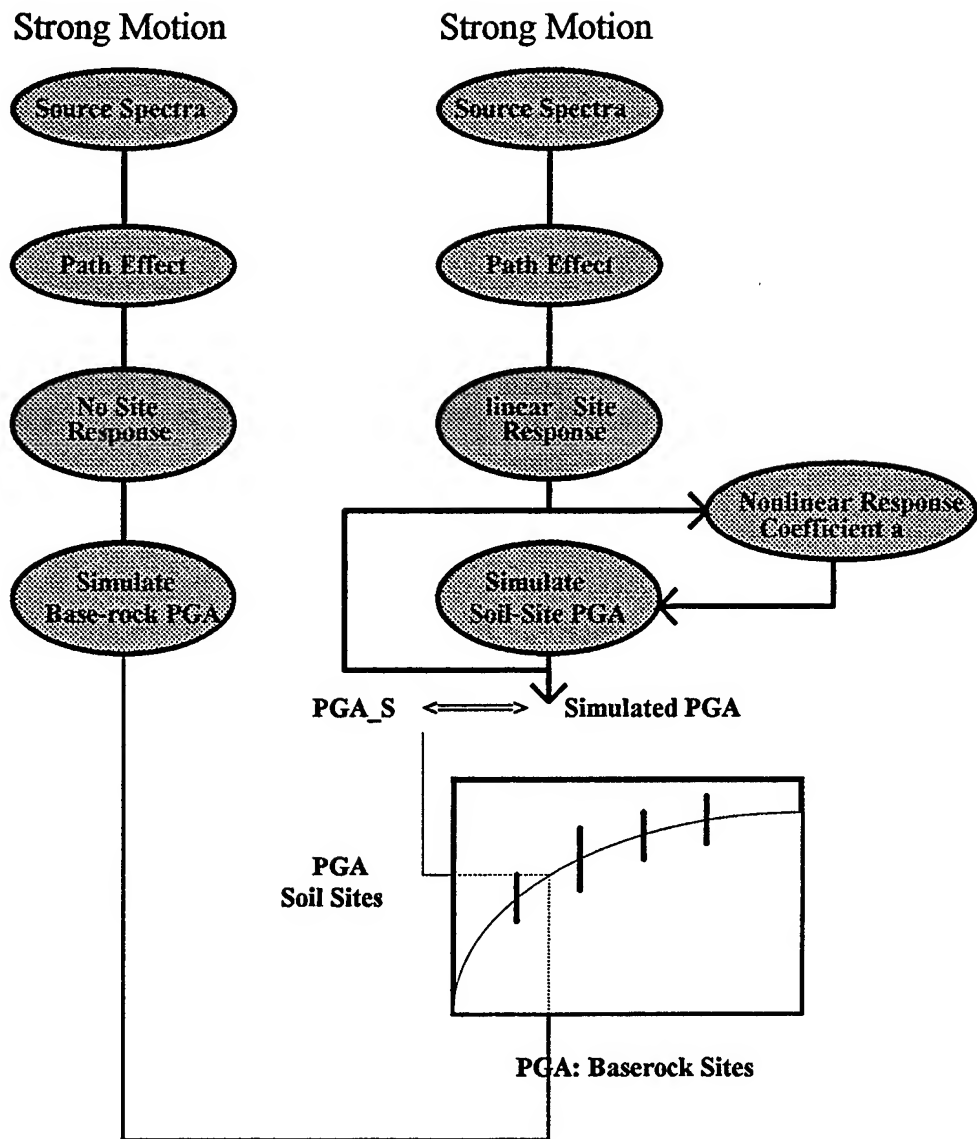 Strong Motion
Source Spectra
Path Effect
No Site
Response
Simulate
Base-rock PGA
Strong Motion
Source Spectra
Path Effect
linear Site
Response
Nonlinear Response
Coefficient a
Simulate
Soil-Site PGA
PGA_S
Simulated PGA
PGA
Soil Sites
PGA: Baserock Sites